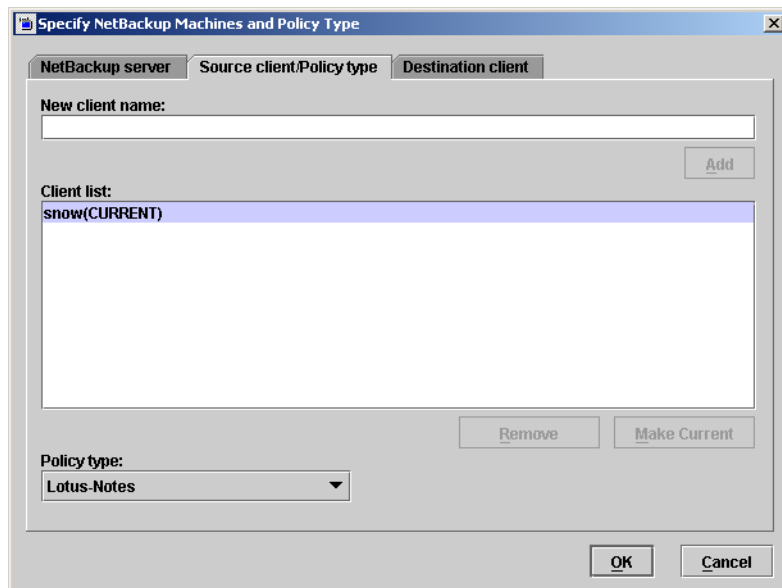 Specify NetBackup Machines and Policy Type
NetBackup server Source client/Policy type Destination client
New client name:
Add
Client list:
snow(CURRENT)
Remove Make Current
Policy type:
Lotus-Notes
OK Cancel